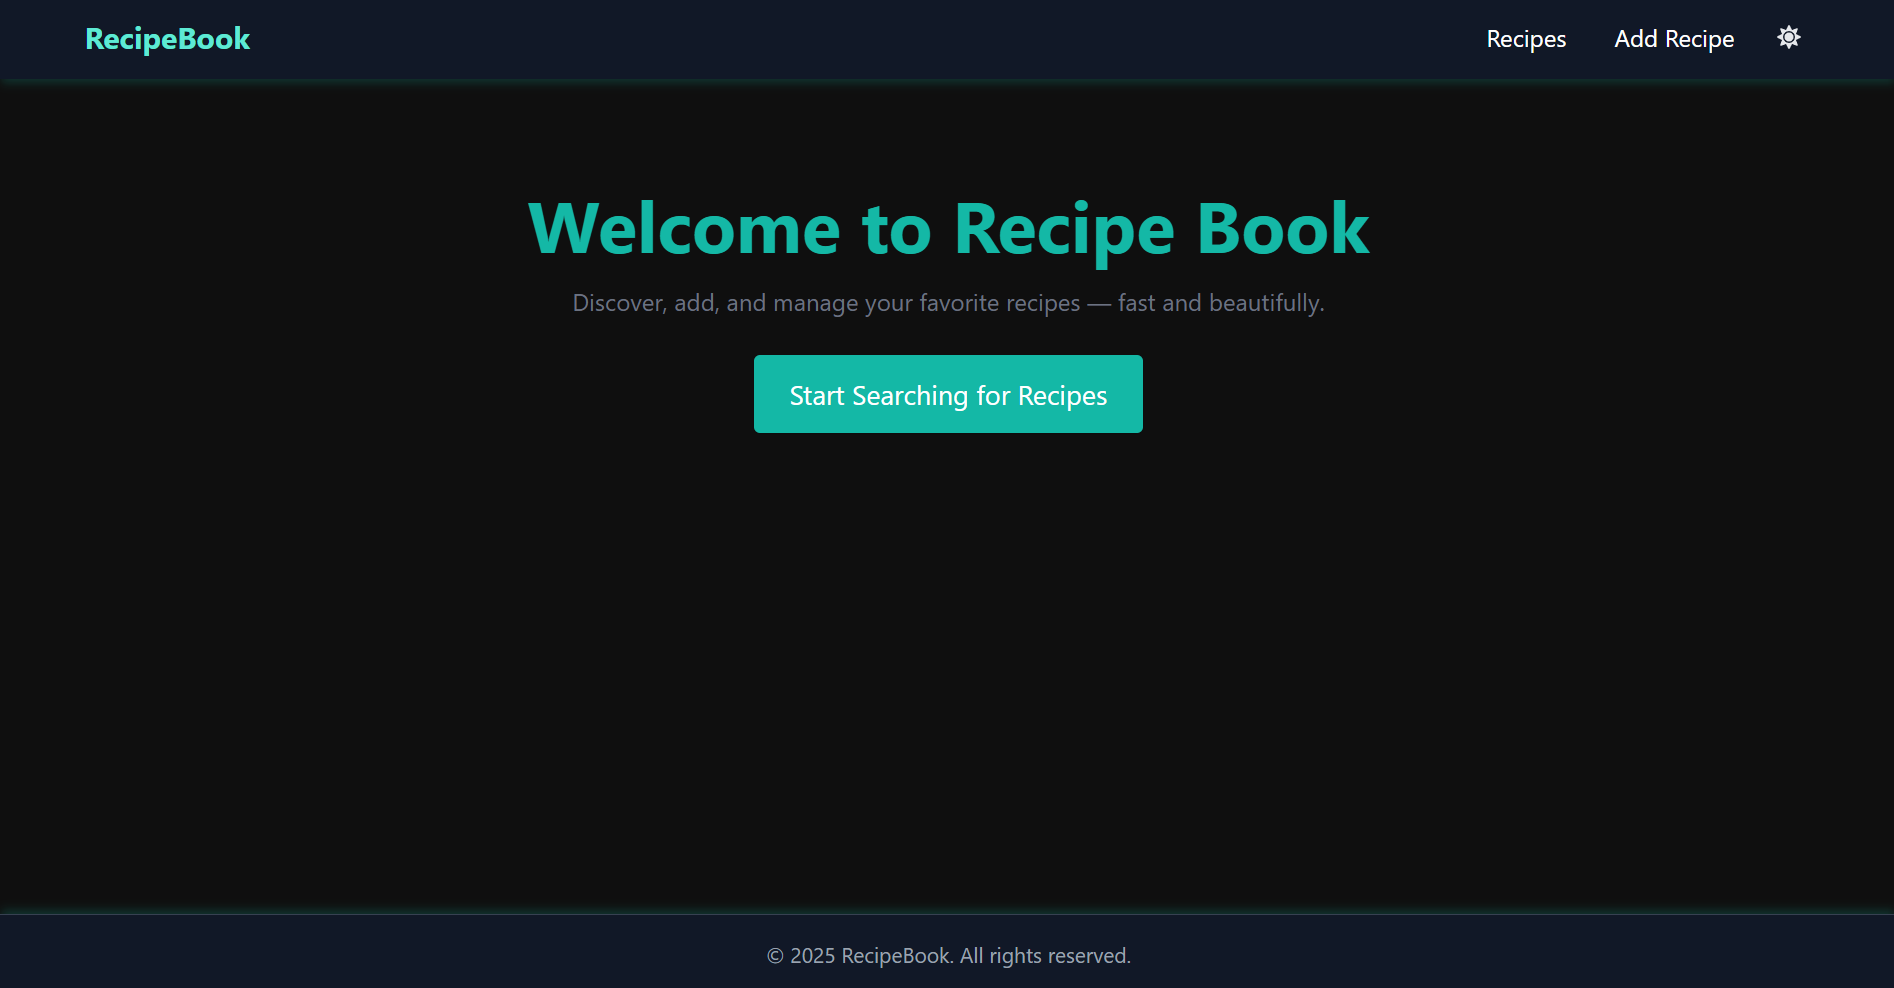 RecipeBook
Recipes
Add Recipe
Welcome to Recipe Book
Discover, add, and manage your favorite recipes — fast and beautifully.
Start Searching for Recipes
© 2025 RecipeBook. All rights reserved.